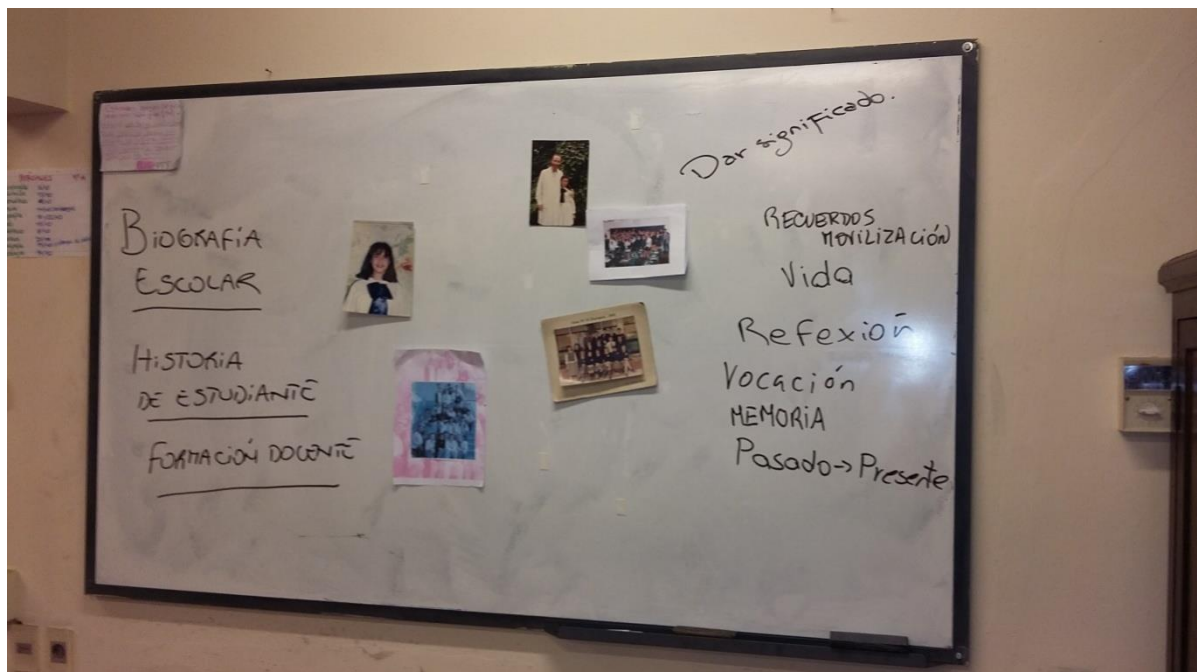 BIOGRAFÍA
ESCOLAR
HISTORIA
DE ESTUDIANTE
FORMACIÓN DOCENTE
Dar significado.
RECUERDOS
MOVILIZACIÓN
Vida
Refexión
Vocación
MEMORIA
Pasado → Presente